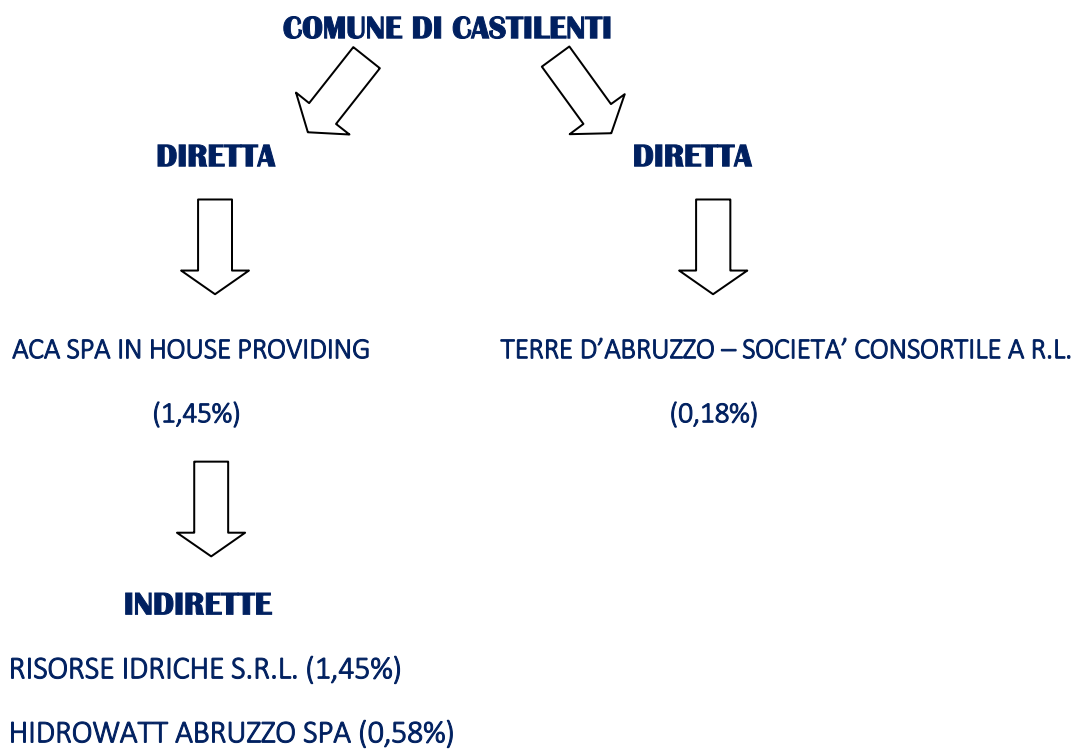 COMUNE DI CASTILENTI
DIRETTA
DIRETTA
ACA SPA IN HOUSE PROVIDING
TERRE D’ABRUZZO – SOCIETA’ CONSORTILE A R.L.
(1,45%)
(0,18%)
INDIRETTE
RISORSE IDRICHE S.R.L. (1,45%)
HIDROWATT ABRUZZO SPA (0,58%)